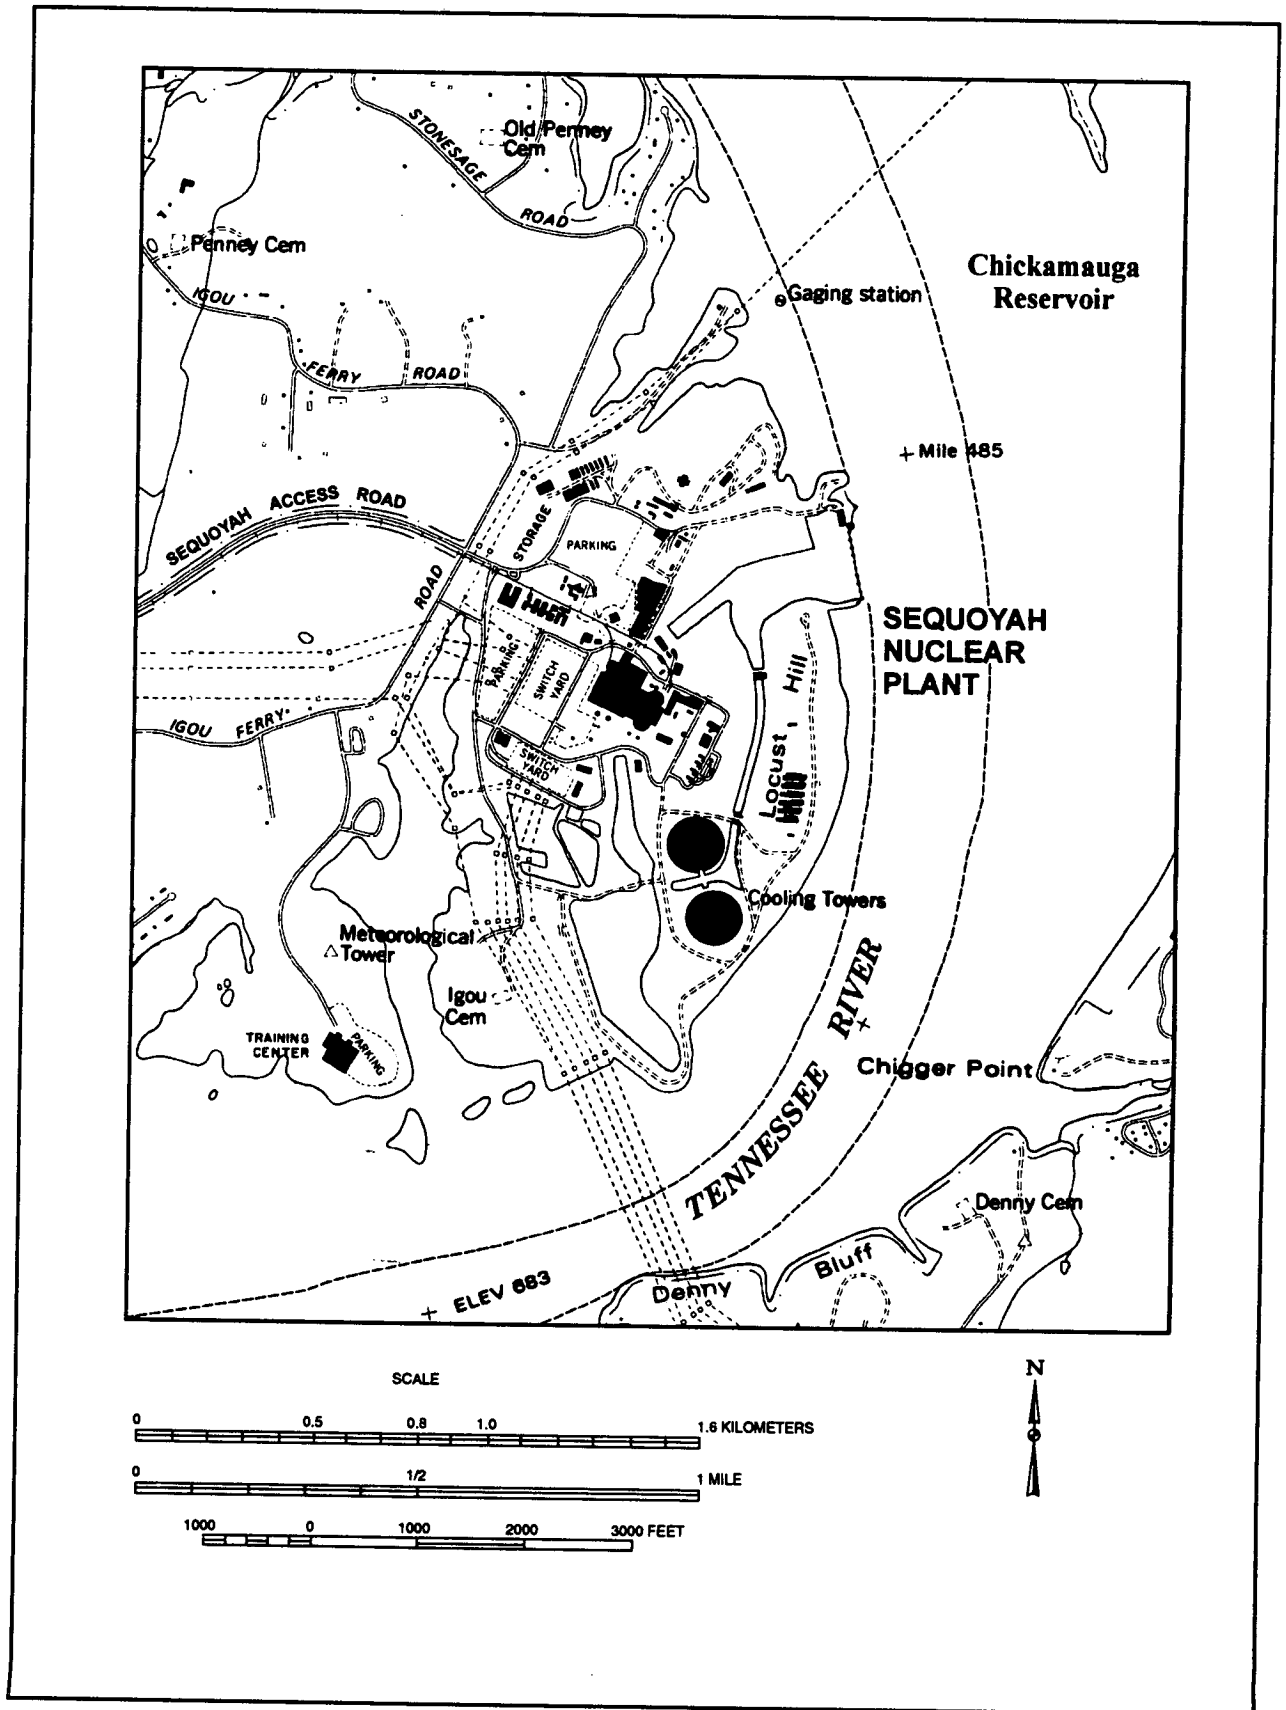 STONESAGE
ROAD
Old Penney
Cem
Penney Cem
IGOU
FERRY
ROAD
Chickamauga
Reservoir
Gaging station
Mile 485
SEQUOYAH ACCESS ROAD
STORAGE
PARKING
ROAD
SEQUOYAH
NUCLEAR
PLANT
PARKING
SWITCH
YARD
Locust Hill
IGOU FERRY
SWITCH
YARD
Cooling Towers
Meteorological
Tower
Igou
Cem
TRAINING
CENTER
PARKING
TENNESSEE RIVER
Chigger Point
Denny Cem
Denny Bluff
ELEV 683
SCALE
0 0.5 0.8 1.0 1.6 KILOMETERS
0 1/2 1 MILE
1000 0 1000 2000 3000 FEET
N